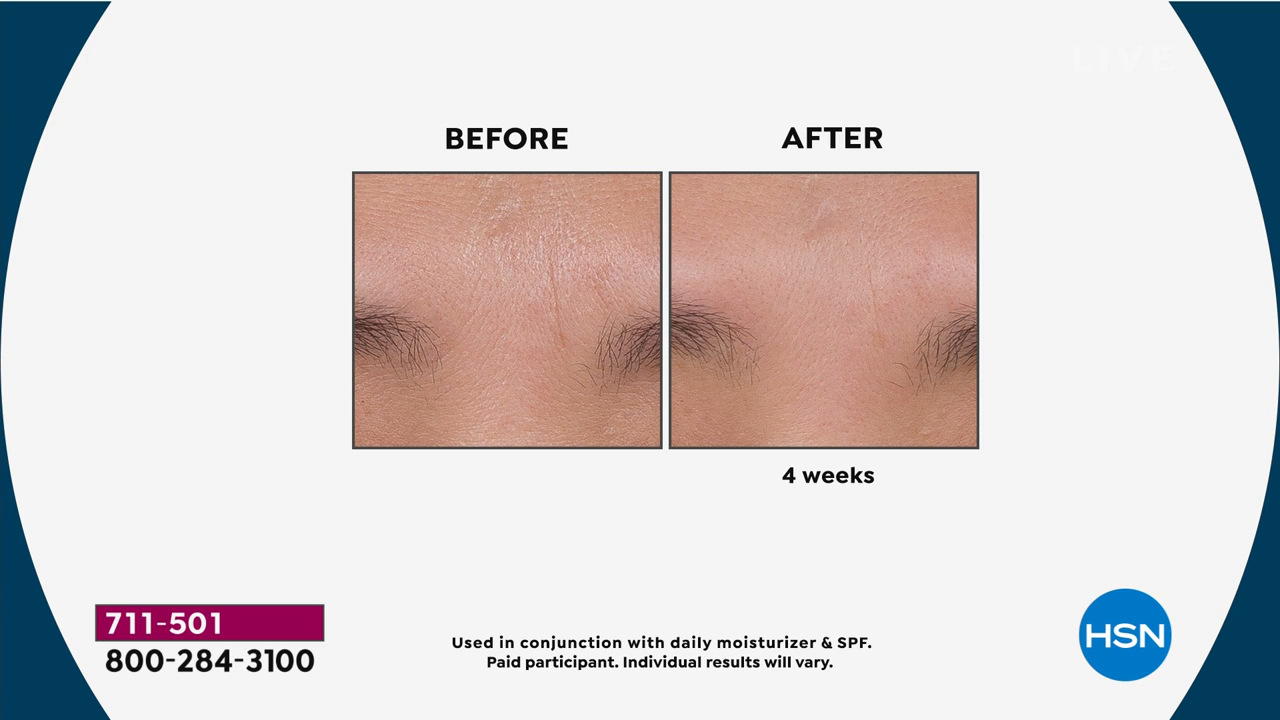 LIVE
BEFORE
AFTER
4 weeks
711-501
800-284-3100
Used in conjunction with daily moisturizer & SPF.
Paid participant. Individual results will vary.
HSN